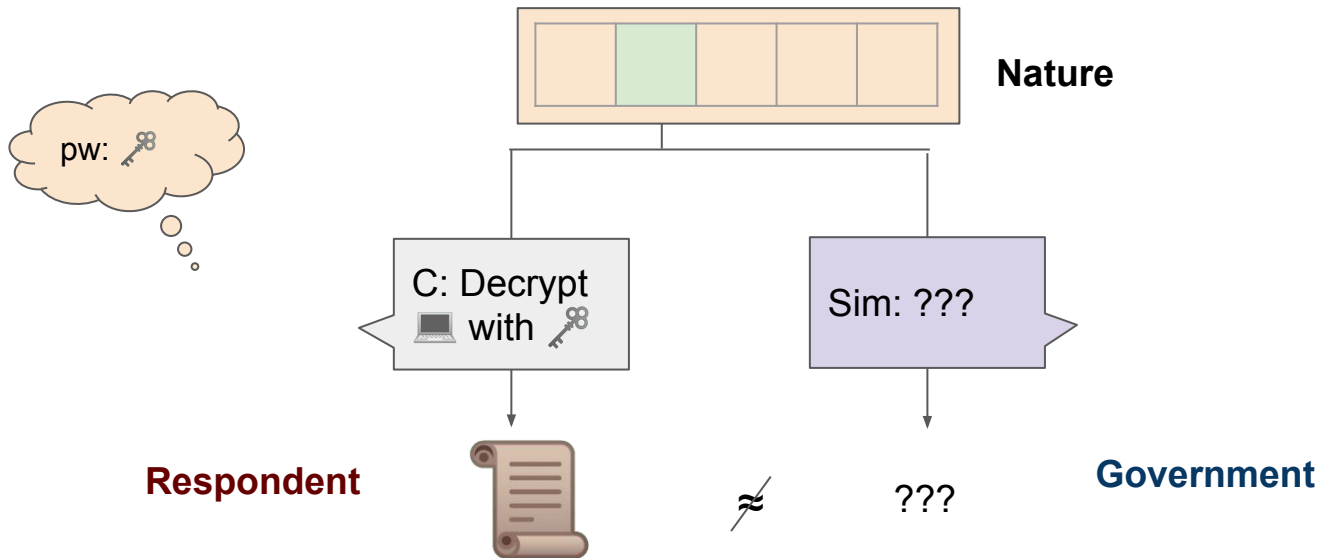 Nature
pw: 🗝
C: Decrypt
💻 with 🗝
Sim: ???
Respondent
≉
???
Government